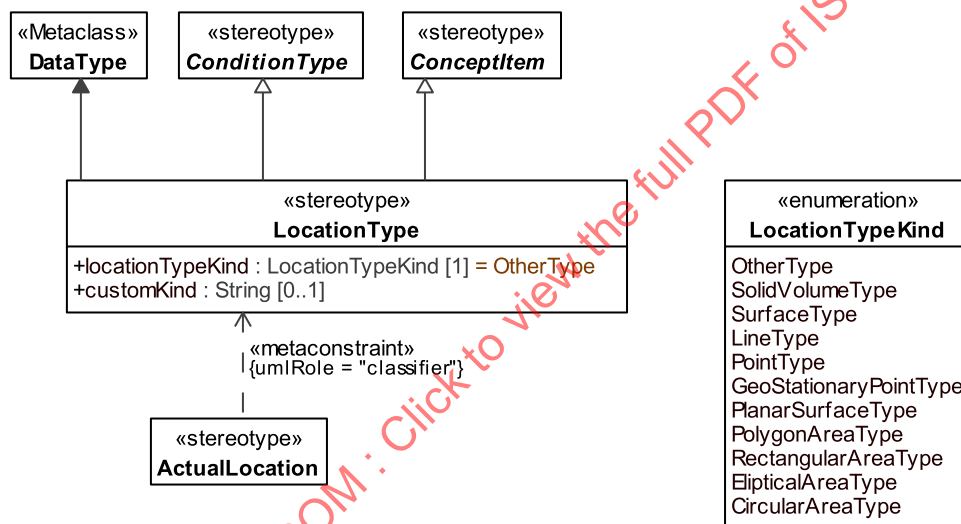 «Metaclass»
DataType
«stereotype»
ConditionType
«stereotype»
ConceptItem
«stereotype»
LocationType
+locationTypeKind : LocationTypeKind [1] = OtherType
+customKind : String [0..1]
«metaconstraint»
{umlRole = "classifier"}
«stereotype»
ActualLocation
«enumeration»
LocationTypeKind
OtherType
SolidVolumeType
SurfaceType
LineType
PointType
GeoStationaryPointType
PlanarSurfaceType
PolygonAreaType
RectangularAreaType
ElipticalAreaType
CircularAreaType
OM : Click to view the full PDF of IS